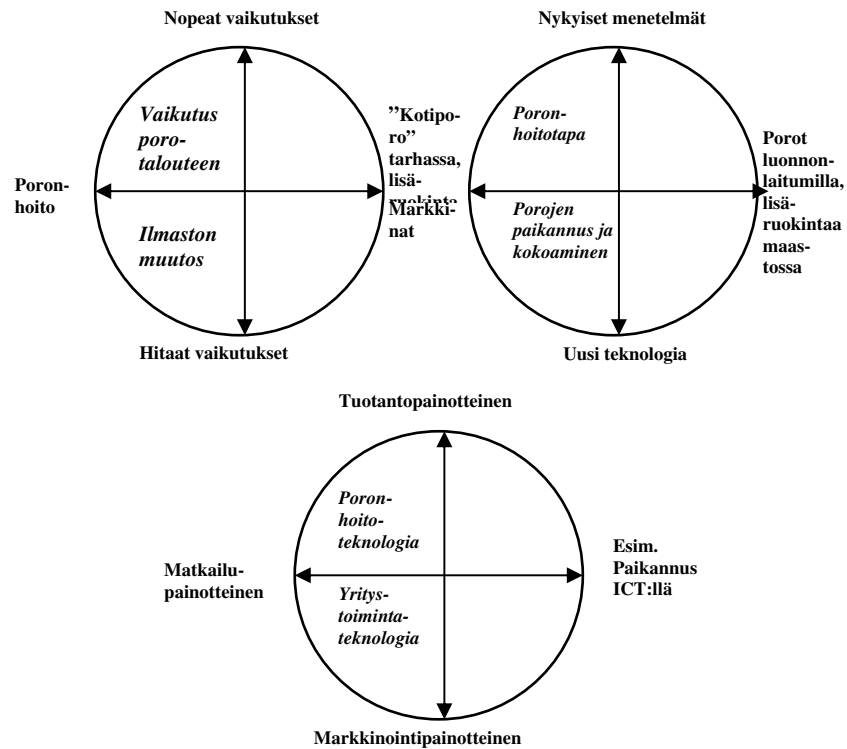 Nopeat vaikutukset
Vaikutus
poro-
talouteen
Poron-
hoito
Ilmaston
muutos
Markki-
nat
Hitaat vaikutukset
Nykyiset menetelmät
”Kotipo-
ro”
tarhassa,
lisä-
ruokinta
Poron-
hoitotapa
Porojen
paikannus ja
kokoaminen
Porot
luonnon-
laitumilla,
lisä-
ruokintaa
maas-
tossa
Uusi teknologia
Tuotantopainotteinen
Poron-
hoito-
teknologia
Matkailu-
painotteinen
Yritys-
toiminta-
teknologia
Esim.
Paikannus
ICT:llä
Markkinointipainotteinen